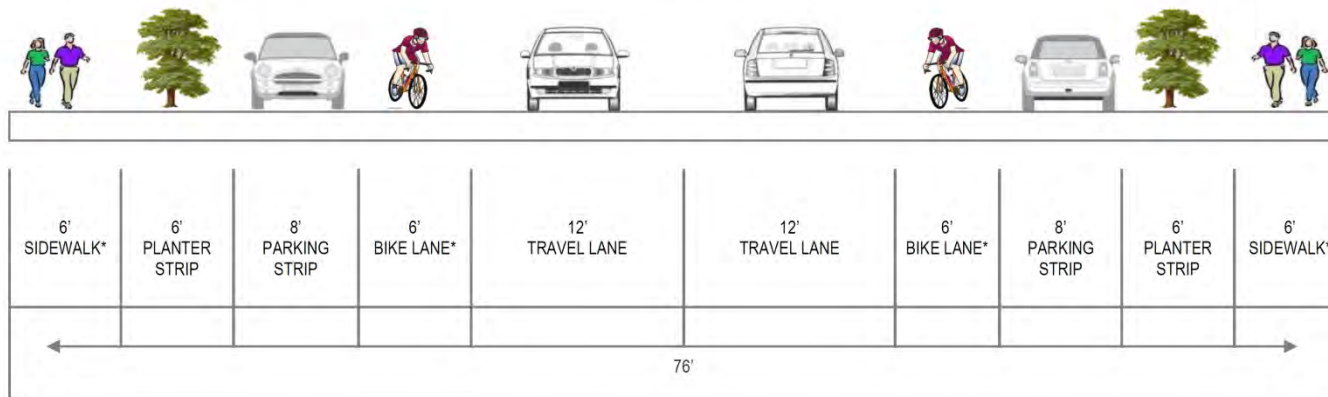 6’
SIDEWALK*
6’
PLANTER
STRIP
8’
PARKING
STRIP
6’
BIKE LANE*
12’
TRAVEL LANE
12’
TRAVEL LANE
6’
BIKE LANE*
8’
PARKING
STRIP
6’
PLANTER
STRIP
6’
SIDEWALK*
76’